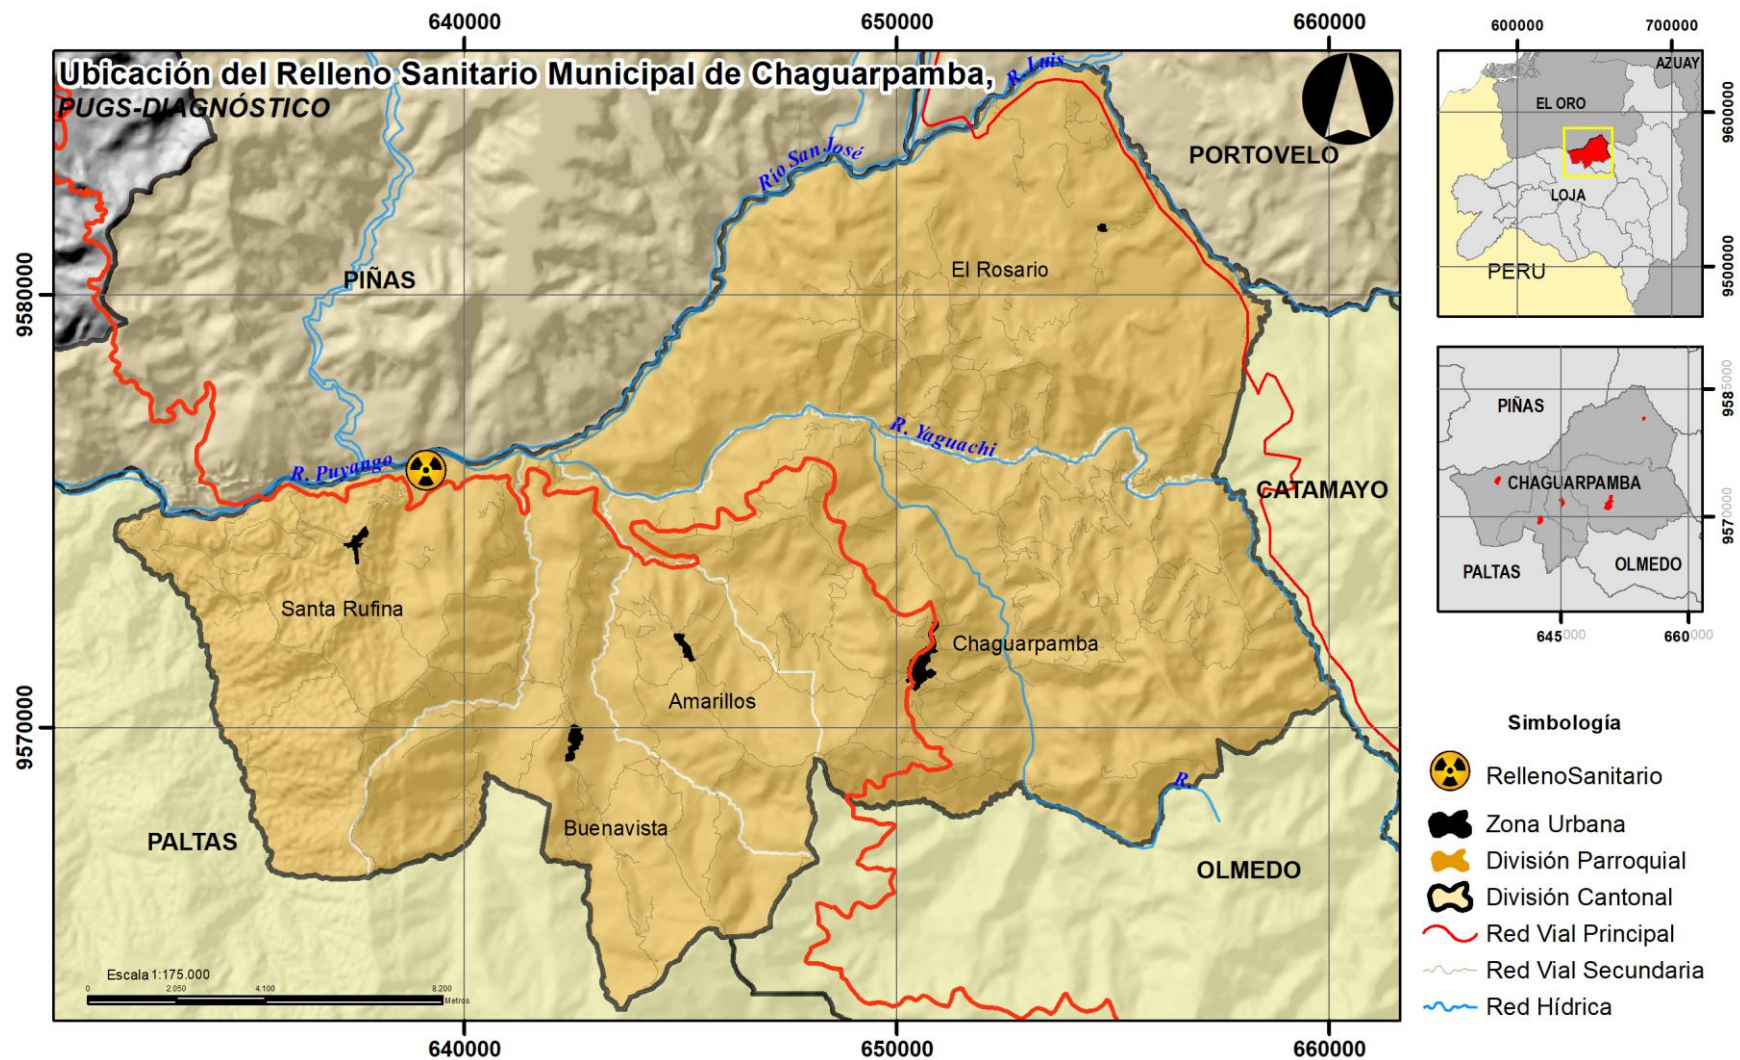 640000
650000
660000
Ubicación del Relleno Sanitario Municipal de Chaguarpamba,
PUGS-DIAGNÓSTICO
R. Luis
Rio San José
PORTOVELO
PIÑAS
El Rosario
9580000
R. Puyango
R. Yaguachi
CATAMAYO
Santa Rufina
Chaguarpamba
Amarillos
9570000
Buenavista
R.
PALTAS
OLMEDO
Escala 1:175.000
0 2.050 4.100 8.200
Metros
640000
650000
660000
600000
700000
AZUAY
EL ORO
9600000
LOJA
PERU
9500000
PIÑAS
9585000
CHAGUARPAMBA
9570000
PALTAS
OLMEDO
645000
660000
Simbología
RellenoSanitario
Zona Urbana
División Parroquial
División Cantonal
Red Vial Principal
Red Vial Secundaria
Red Hídrica